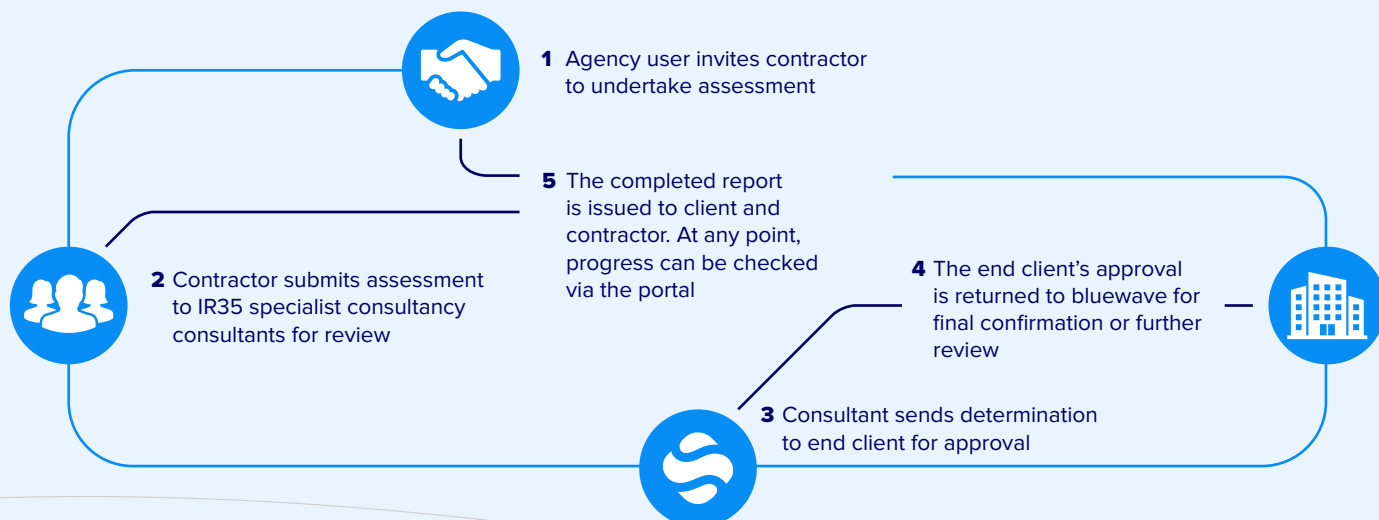 1 Agency user invites contractor
to undertake assessment
5 The completed report
is issued to client and
contractor. At any point,
progress can be checked
via the portal
2 Contractor submits assessment
to IR35 specialist consultancy
consultants for review
4 The end client’s approval
is returned to bluewave for
final confirmation or further
review
3 Consultant sends determination
to end client for approval